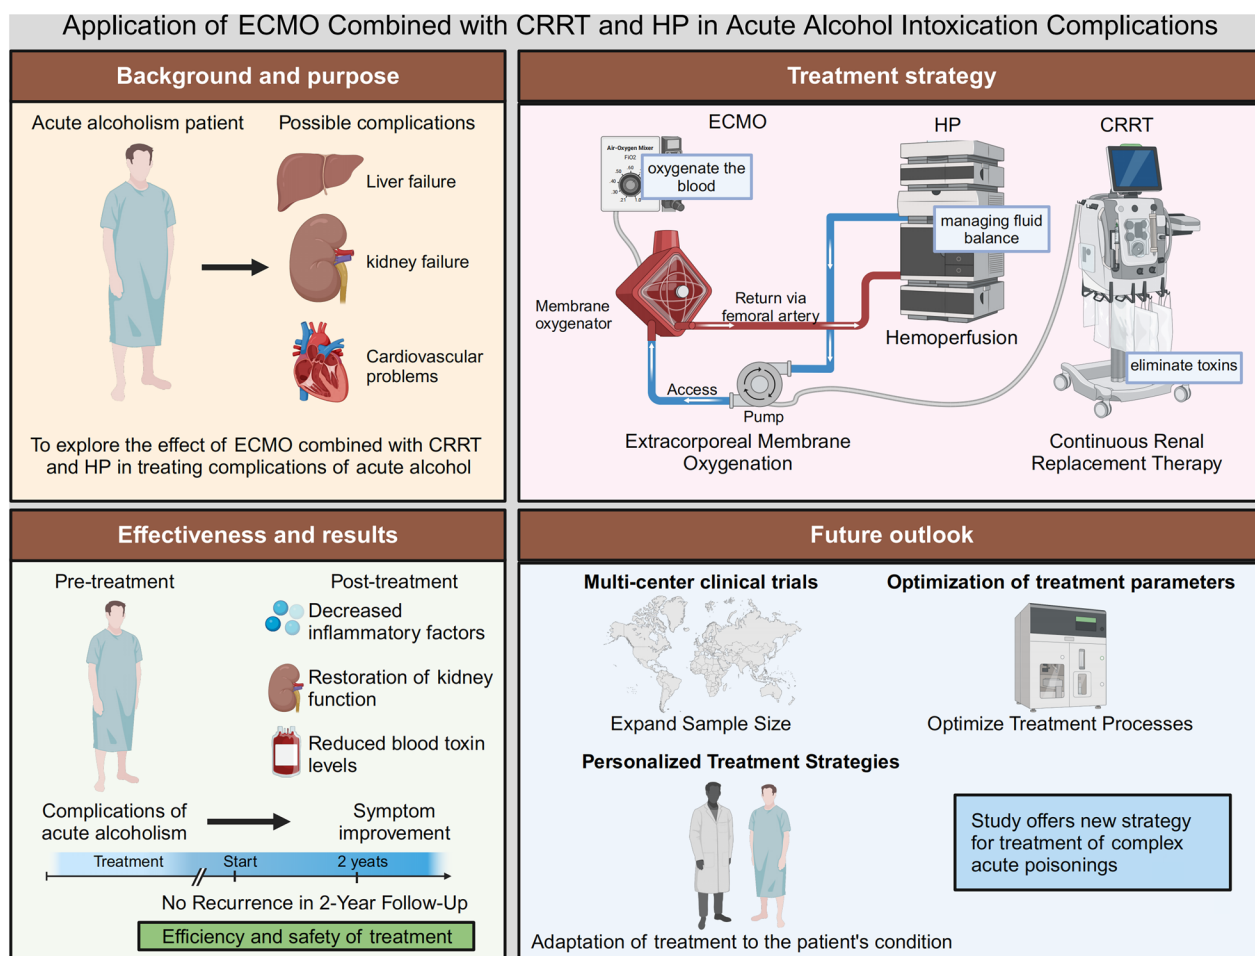 Application of ECMO Combined with CRRT and HP in Acute Alcohol Intoxication Complications
Background and purpose
Acute alcoholism patient
Possible complications
Liver failure
kidney failure
Cardiovascular
problems
To explore the effect of ECMO combined with CRRT
and HP in treating complications of acute alcohol
Treatment strategy
ECMO
HP
CRRT
Air-Oxygen Mixer
FiO2
.60
.50
.40
.30
.21
1.0
oxygenate the
blood
managing fluid
balance
Membrane
oxygenator
Return via
femoral artery
Hemoperfusion
eliminate toxins
Access
Pump
Extracorporeal Membrane
Oxygenation
Continuous Renal
Replacement Therapy
Effectiveness and results
Pre-treatment
Post-treatment
Decreased
inflammatory factors
Restoration of kidney
function
Reduced blood toxin
levels
Complications of
acute alcoholism
Symptom
improvement
Treatment
Start
2 yeats
No Recurrence in 2-Year Follow-Up
Efficiency and safety of treatment
Future outlook
Multi-center clinical trials
Expand Sample Size
Optimization of treatment parameters
Optimize Treatment Processes
Personalized Treatment Strategies
Adaptation of treatment to the patient's condition
Study offers new strategy
for treatment of complex
acute poisonings